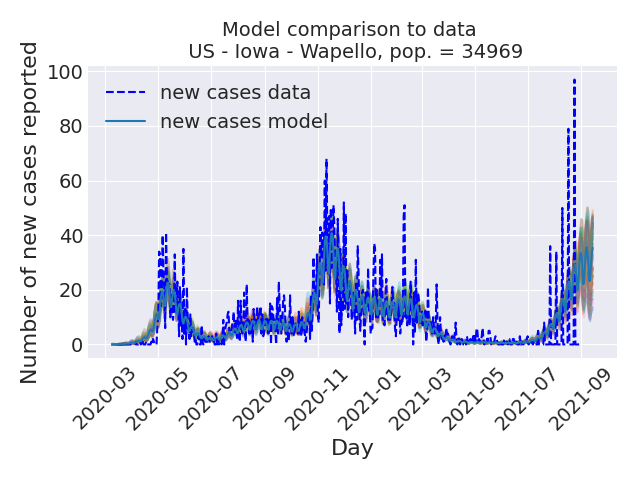 Model comparison to data
US - Iowa - Wapello, pop. = 34969
Number of new cases reported
100
80
60
40
20
0
new cases data
new cases model
2020-03
2020-05
2020-07
2020-09
2020-11
2021-01
2021-03
2021-05
2021-07
2021-09
Day